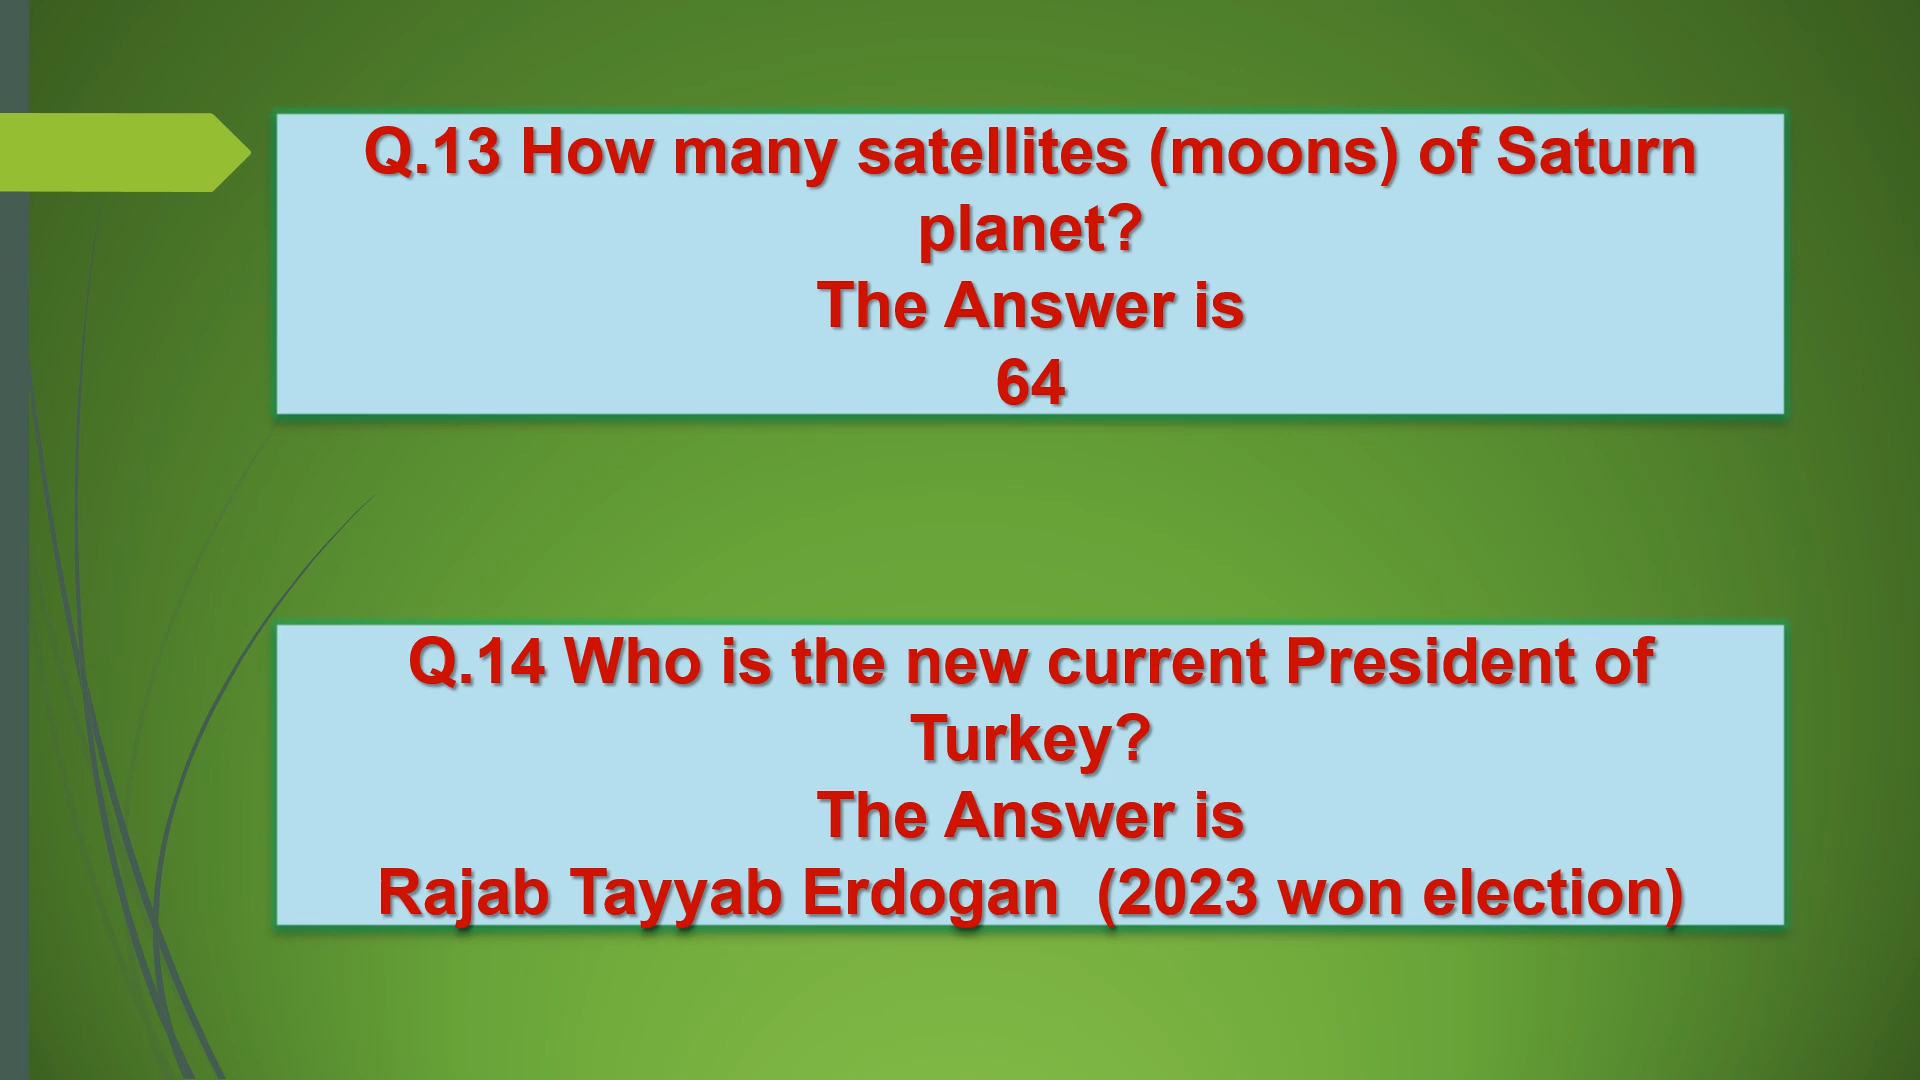 Q.13 How many satellites (moons) of Saturn
planet?
The Answer is
64
Q.14 Who is the new current President of
Turkey?
The Answer is
Rajab Tayyab Erdogan  (2023 won election)